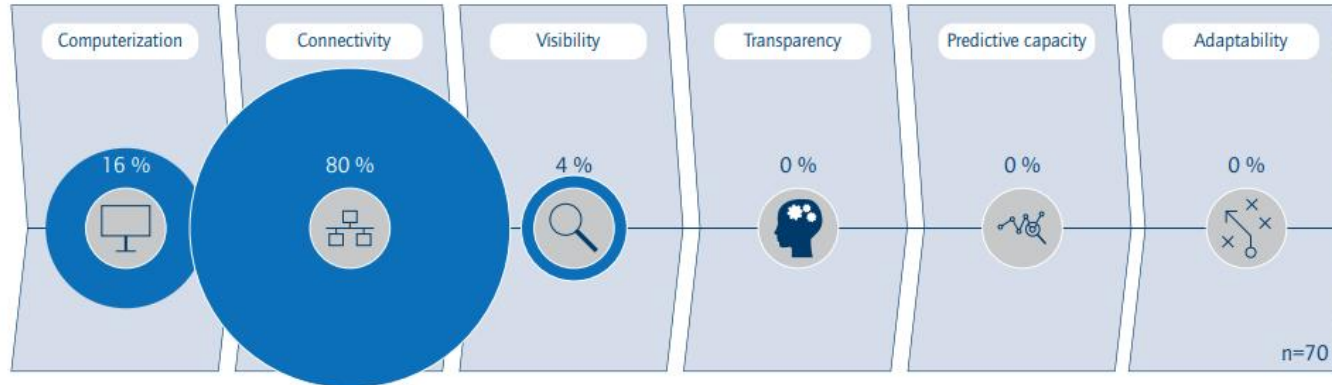 Computerization
Connectivity
Visibility
Transparency
Predictive capacity
Adaptability
16 %
80 %
4 %
0 %
0 %
0 %
n=70